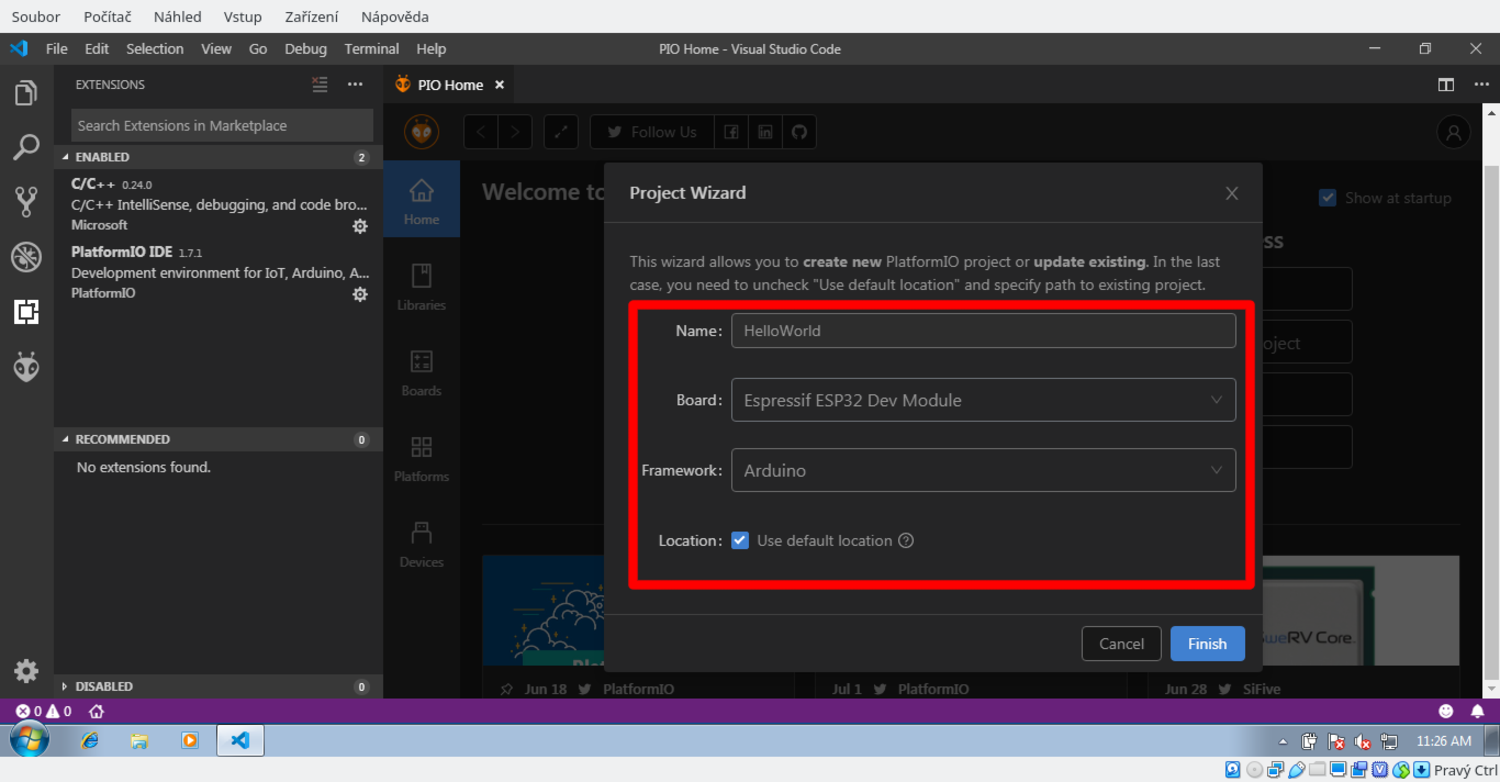 Soubor Počítač Náhled Vstup Zařízení Nápověda
File Edit Selection View Go Debug Terminal Help
PIO Home - Visual Studio Code
EXTENSIONS
Search Extensions in Marketplace
ENABLED 2
C/C++ 0.24.0
C/C++ IntelliSense, debugging, and code bro...
Microsoft
PlatformIO IDE 1.7.1
Development environment for IoT, Arduino, A...
PlatformIO
RECOMMENDED 0
No extensions found.
DISABLED 0
PIO Home
Follow Us
Home
Libraries
Boards
Platforms
Devices
Welcome to
Show at startup
ss
oject
Project Wizard
This wizard allows you to create new PlatformIO project or update existing. In the last
case, you need to uncheck "Use default location" and specify path to existing project.
Name: HelloWorld
Board: Espressif ESP32 Dev Module
Framework: Arduino
Location: Use default location
Cancel Finish
weRV Core
Jun 18 PlatformIO
Jul 1 PlatformIO
Jun 28 SiFive
0 0
11:26 AM
Pravý Ctrl